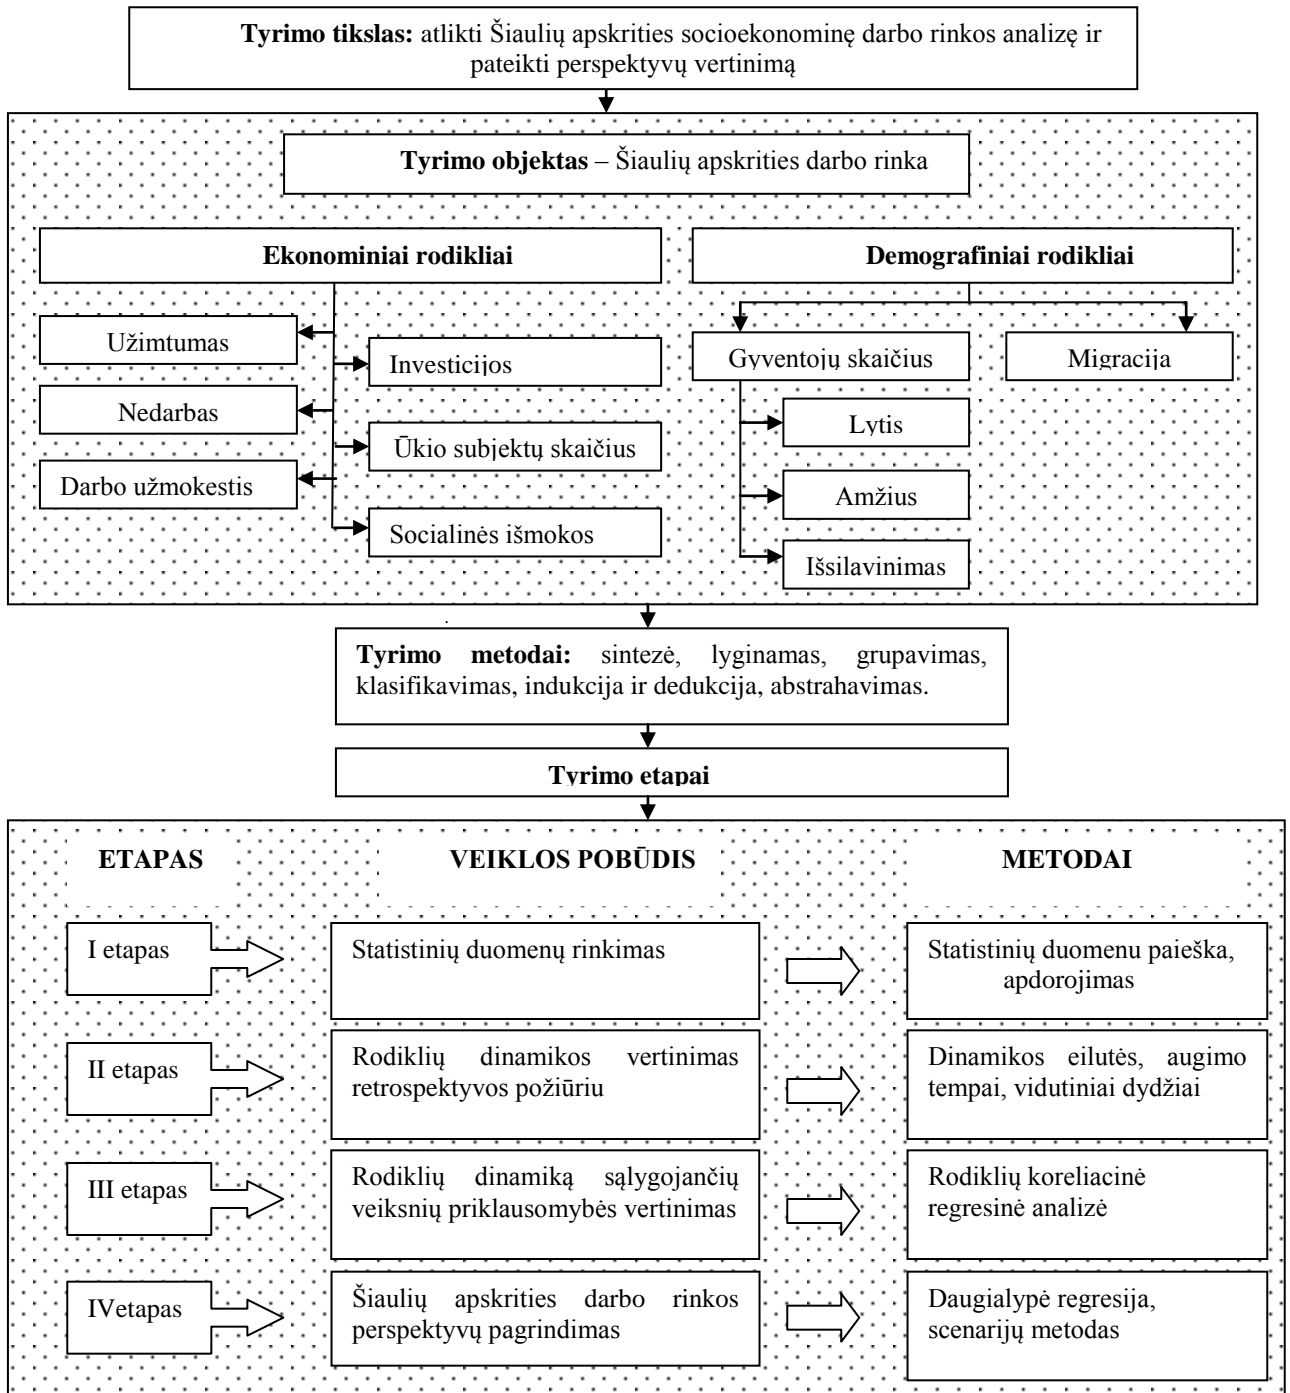 Tyrimo tikslas: atlikti Šiaulių apskrities socioekonominę darbo rinkos analizę ir
pateikti perspektyvų vertinimą
Tyrimo objektas – Šiaulių apskrities darbo rinka
Ekonominiai rodikliai
Užimtumas
Nedarbas
Darbo užmokestis
Investicijos
Ūkio subjektų skaičius
Socialinės išmokos
Demografiniai rodikliai
Gyventojų skaičius
Migracija
Lytis
Amžius
Išsilavinimas
Tyrimo metodai: sintezė, lyginamas, grupavimas,
klasifikavimas, indukcija ir dedukcija, abstrahavimas.
Tyrimo etapai
ETAPAS
VEIKLOS POBŪDIS
METODAI
I etapas
Statistinių duomenų rinkimas
Statistinių duomenu paieška,
apdorojimas
II etapas
Rodiklių dinamikos vertinimas
retrospektyvos požiūriu
Dinamikos eilutės, augimo
tempai, vidutiniai dydžiai
III etapas
Rodiklių dinamiką sąlygojančių
veiksnių priklausomybės vertinimas
Rodiklių koreliacinė
regresinė analizė
IVetapas
Šiaulių apskrities darbo rinkos
perspektyvų pagrindimas
Daugialypė regresija,
scenarijų metodas